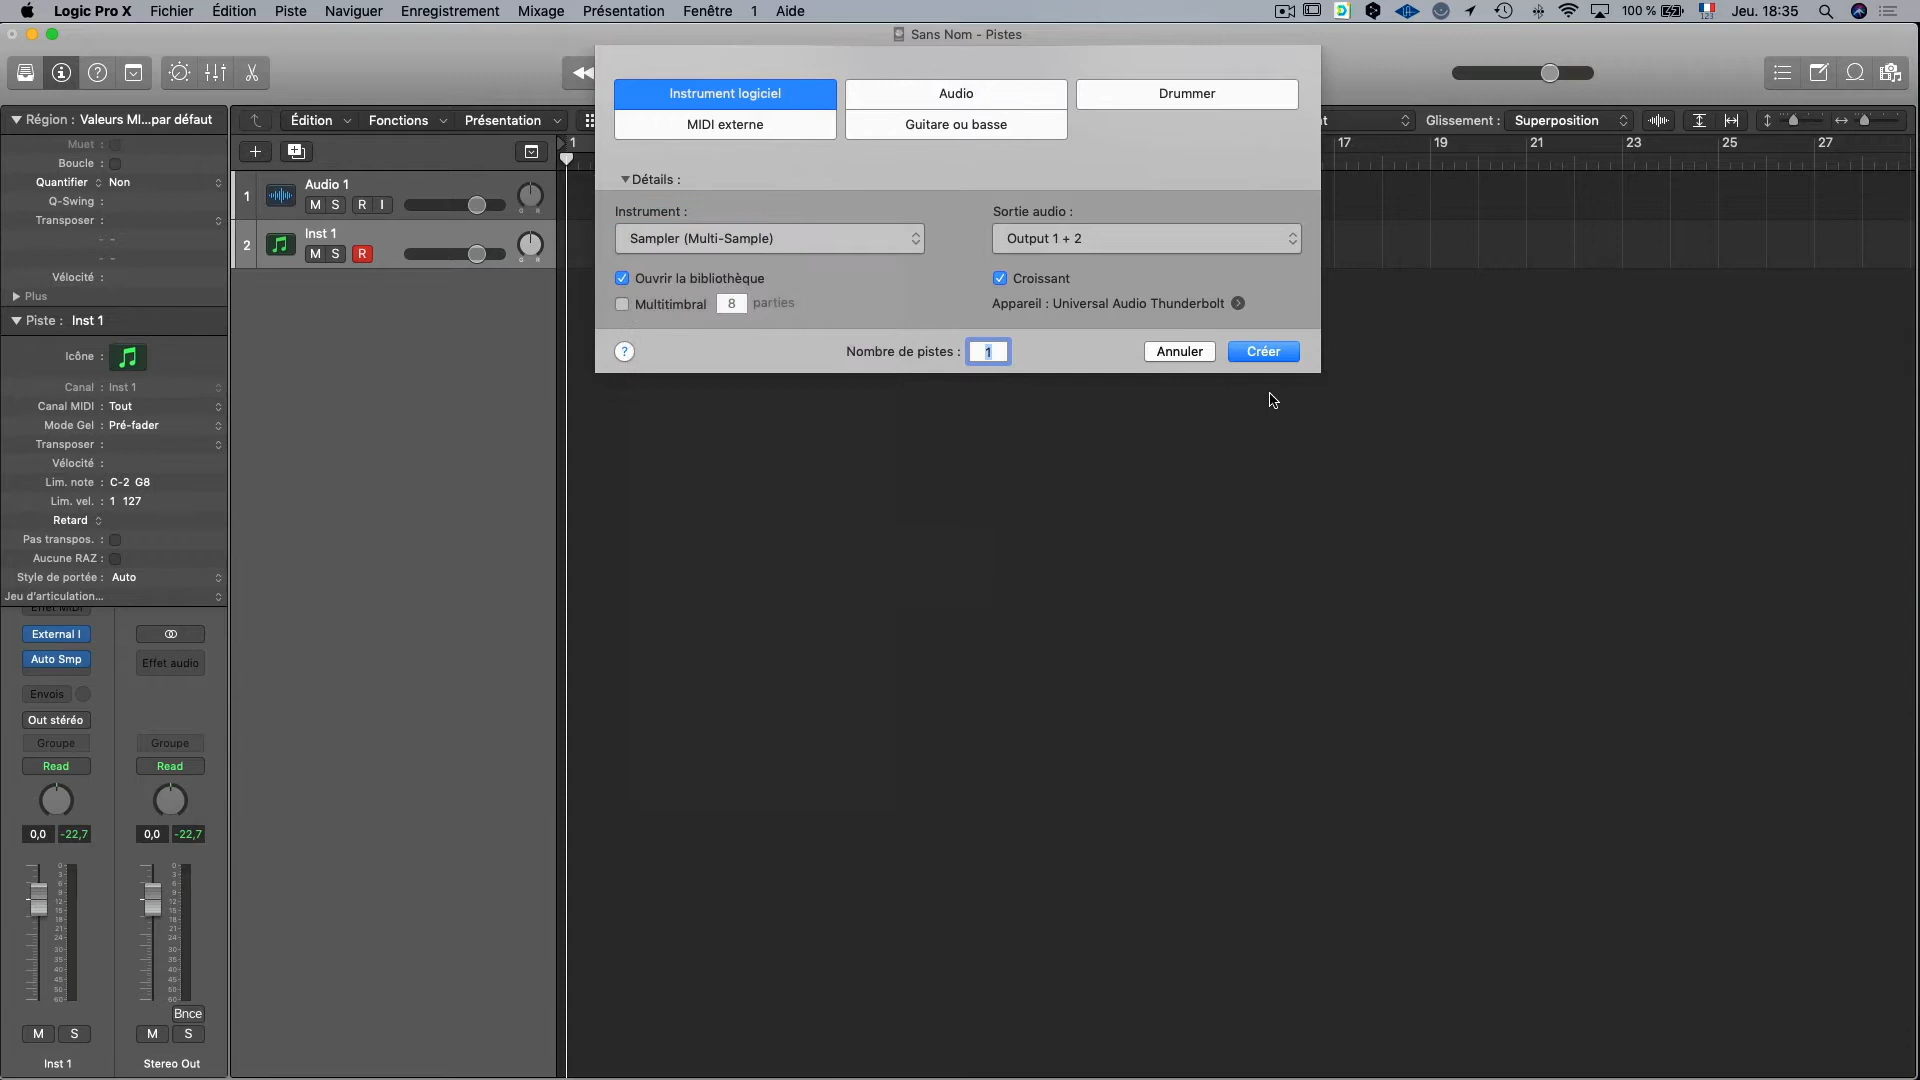 Logic Pro X Fichier Édition Piste Naviguer Enregistrement Mixage Présentation Fenêtre 1 Aide 100 % 123 Jeu. 18:35
Sans Nom - Pistes
Instrument logiciel Audio Drummer
MIDI externe Guitare ou basse
Région : Valeurs MI...par défaut
Édition Fonctions Présentation
Glissement : Superposition
1 17 19 21 23 25 27
Muet :
Boucle :
Quantifier Non
Q-Swing :
Transposer :
- -
- -
Vélocité :
Plus
Piste : Inst 1
Icône :
Canal : Inst 1
Canal MIDI : Tout
Mode Gel : Pré-fader
Transposer :
Vélocité :
Lim. note : C-2 G8
Lim. vel. : 1 127
Retard
Pas transpos. :
Aucune RAZ :
Style de portée : Auto
Jeu d'articulation...
Effet MIDI
External I
Auto Smp Effet audio
Envois
Out stéréo
Groupe Groupe
Read Read
0,0 -22,7 0,0 -22,7
Bnce
M S M S
Inst 1 Stereo Out
1 Audio 1
M S R I
2 Inst 1
M S R
Détails :
Instrument : Sortie audio :
Sampler (Multi-Sample) Output 1 + 2
Ouvrir la bibliothèque Croissant
Multitimbral 8 parties Appareil : Universal Audio Thunderbolt
? Nombre de pistes : 1 Annuler Créer